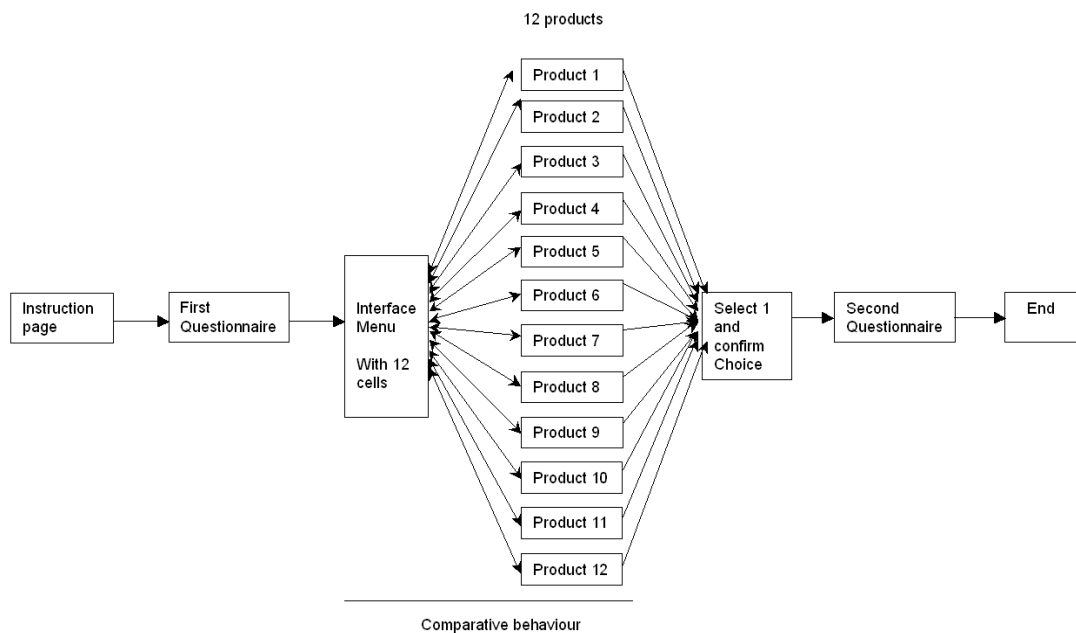 12 products
Product 1
Product 2
Product 3
Product 4
Product 5
Product 6
Product 7
Product 8
Product 9
Product 10
Product 11
Product 12
Instruction
page
First
Questionnaire
Interface
Menu
With 12
cells
Select 1
and
confirm
Choice
Second
Questionnaire
End
Comparative behaviour